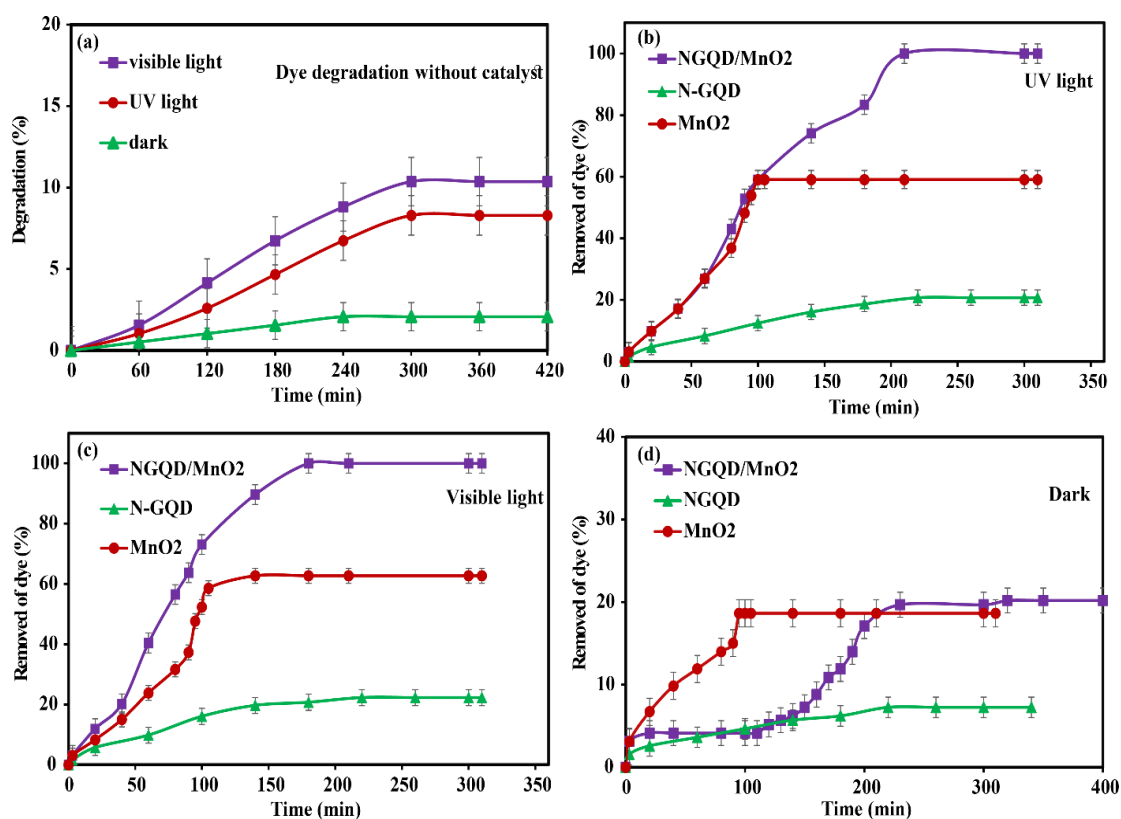 (a)
visible light
UV light
dark
Dye degradation without catalyst
Degradation (%)
20
15
10
5
0
0 60 120 180 240 300 360 420
Time (min)
(b)
NGQD/MnO2
N-GQD
MnO2
UV light
Removed of dye (%)
100
80
60
40
20
0
0 50 100 150 200 250 300 350
Time (min)
(c)
NGQD/MnO2
N-GQD
MnO2
Visible light
Removed of dye (%)
100
80
60
40
20
0
0 50 100 150 200 250 300 350
Time (min)
(d)
NGQD/MnO2
NGQD
MnO2
Dark
Removed of dye (%)
40
30
20
10
0
0 100 200 300 400
Time (min)